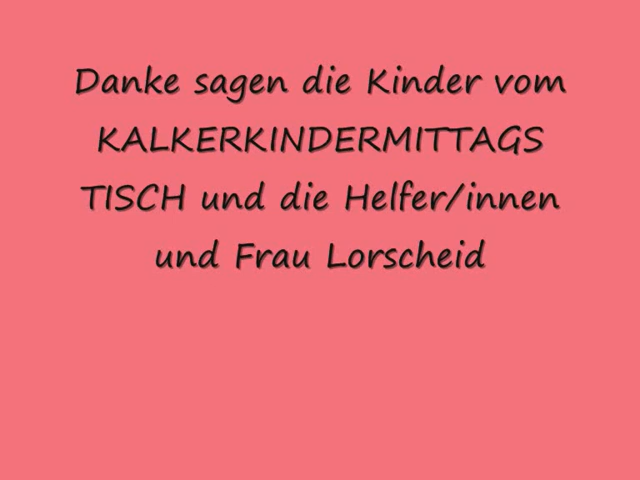 Danke sagen die Kinder vom
KALKERKINDERMITTAGS
TISCH und die Helfer/innen
und Frau Lorscheid